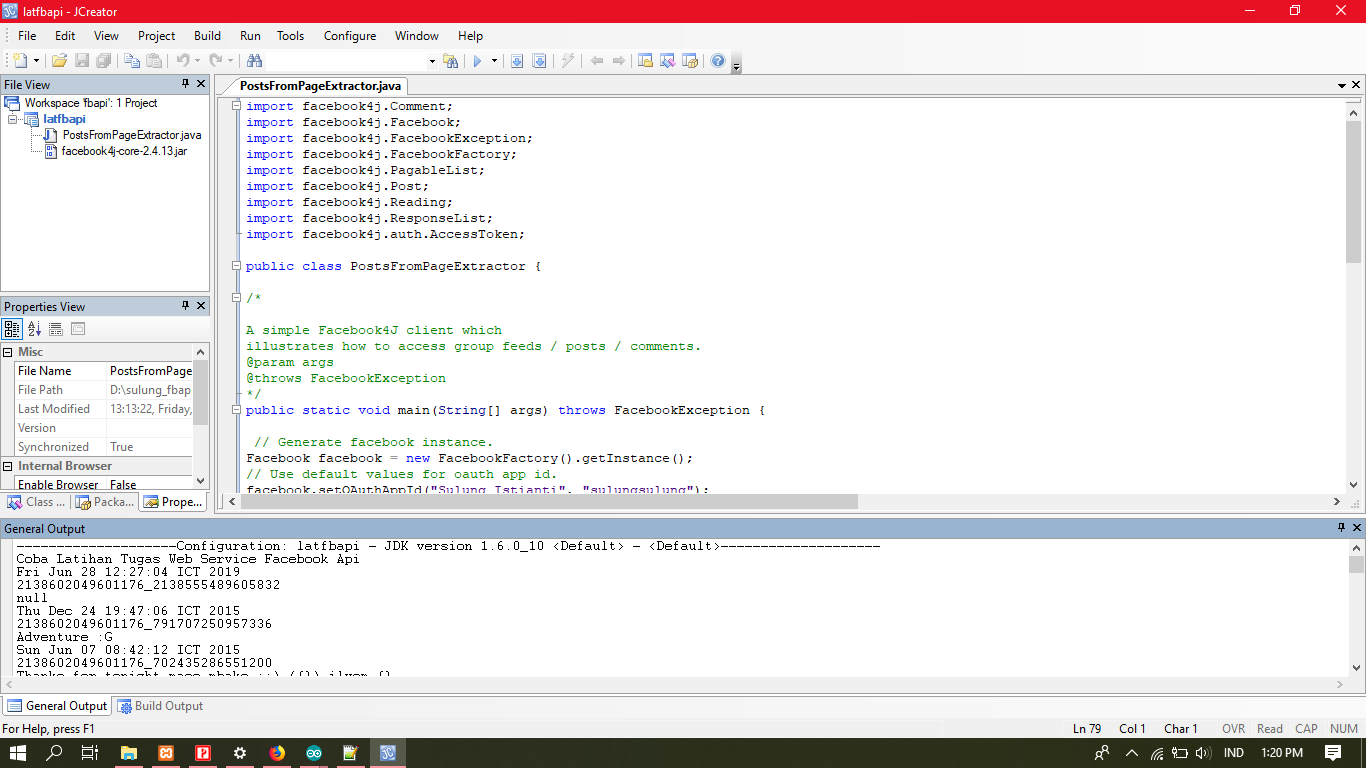 latfbapi - JCreator
File Edit View Project Build Run Tools Configure Window Help
File View
Workspace 'fbapi': 1 Project
latfbapi
PostsFromPageExtractor.java
facebook4j-core-2.4.13.jar
Properties View
Misc
File Name PostsFromPage
File Path D:\sulung_fbap
Last Modified 13:13:22, Friday,
Version
Synchronized True
Internal Browser
Enable Browser False
Class ... Packa... Prope...
PostsFromPageExtractor.java
import facebook4j.Comment;
import facebook4j.Facebook;
import facebook4j.FacebookException;
import facebook4j.FacebookFactory;
import facebook4j.PagableList;
import facebook4j.Post;
import facebook4j.Reading;
import facebook4j.ResponseList;
import facebook4j.auth.AccessToken;
public class PostsFromPageExtractor {
/*
A simple Facebook4J client which
illustrates how to access group feeds / posts / comments.
@param args
@throws FacebookException
*/
public static void main(String[] args) throws FacebookException {
// Generate facebook instance.
Facebook facebook = new FacebookFactory().getInstance();
// Use default values for oauth app id.
facebook.setOAuthAppId("Sulung Istianti", "sulungsulung");
General Output
--------------------Configuration: latfbapi - JDK version 1.6.0_10 <Default> - <Default>--------------------
Coba Latihan Tugas Web Service Facebook Api
Fri Jun 28 12:27:04 ICT 2019
2138602049601176_2138555489605832
null
Thu Dec 24 19:47:06 ICT 2015
2138602049601176_791707250957336
Adventure :G
Sun Jun 07 08:42:12 ICT 2015
2138602049601176_702435286551200
Thanks for tonight
General Output Build Output
For Help, press F1
Ln 79 Col 1 Char 1 OVR Read CAP NUM
IND 1:20 PM